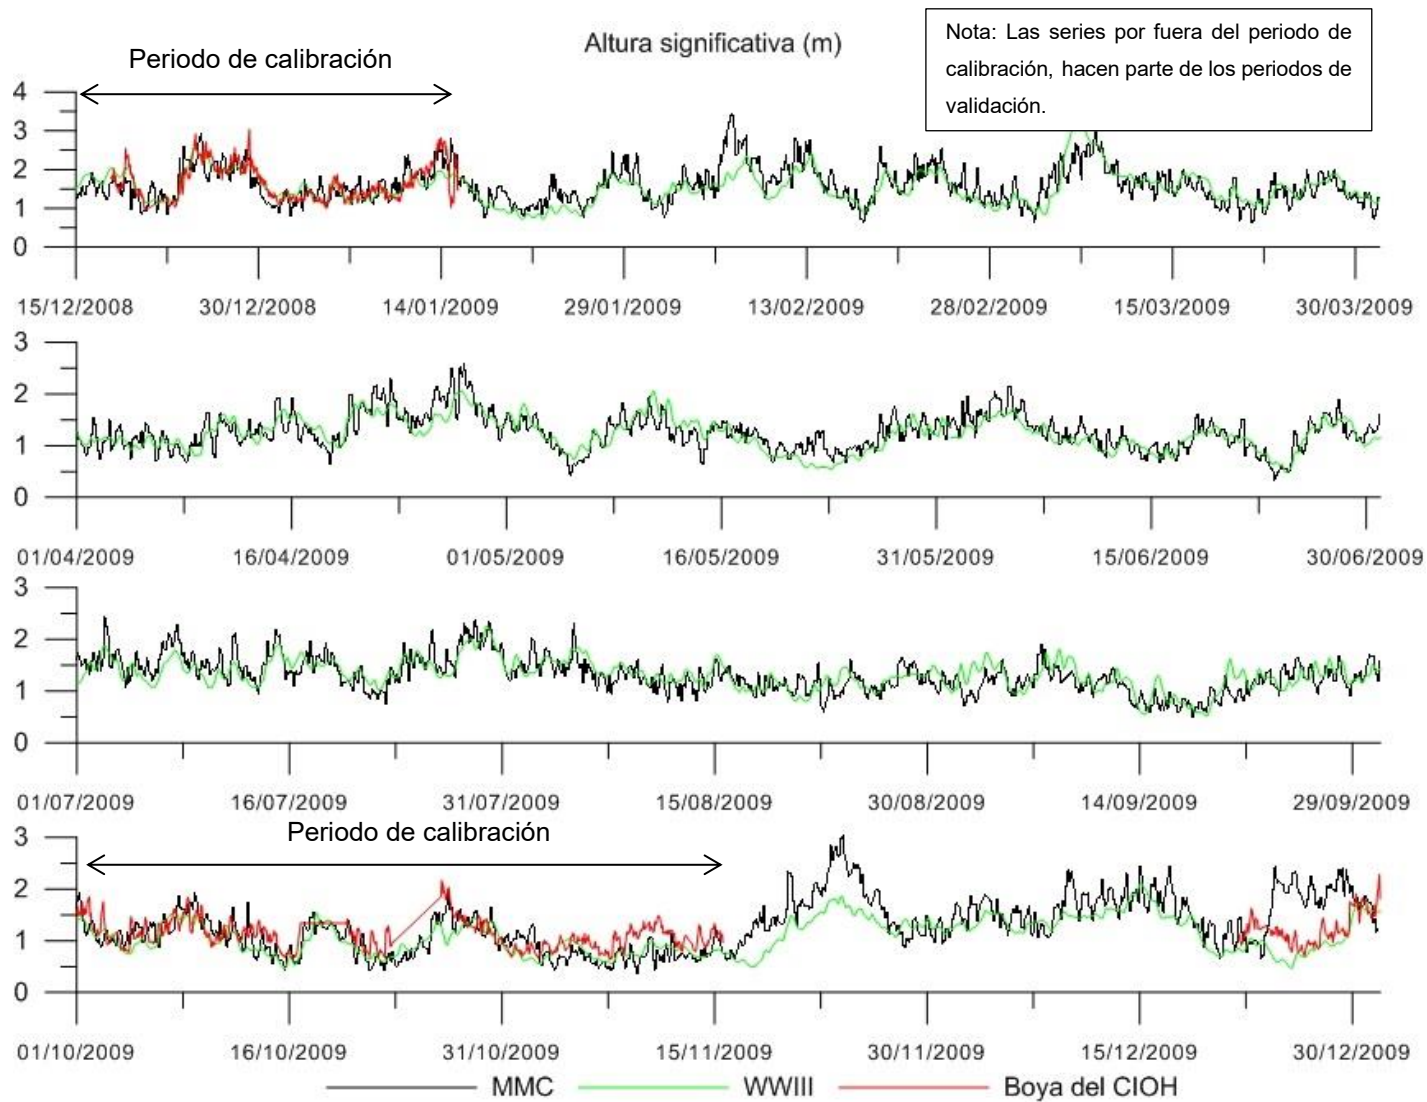 Altura significativa (m)
Nota: Las series por fuera del periodo de
calibración, hacen parte de los periodos de
validación.
Periodo de calibración
4
3
2
1
0
15/12/2008 30/12/2008 14/01/2009 29/01/2009 13/02/2009 28/02/2009 15/03/2009 30/03/2009
3
2
1
0
01/04/2009 16/04/2009 01/05/2009 16/05/2009 31/05/2009 15/06/2009 30/06/2009
3
2
1
0
01/07/2009 16/07/2009 31/07/2009 15/08/2009 30/08/2009 14/09/2009 29/09/2009
Periodo de calibración
3
2
1
0
01/10/2009 16/10/2009 31/10/2009 15/11/2009 30/11/2009 15/12/2009 30/12/2009
MMC WWIII Boya del CIOH